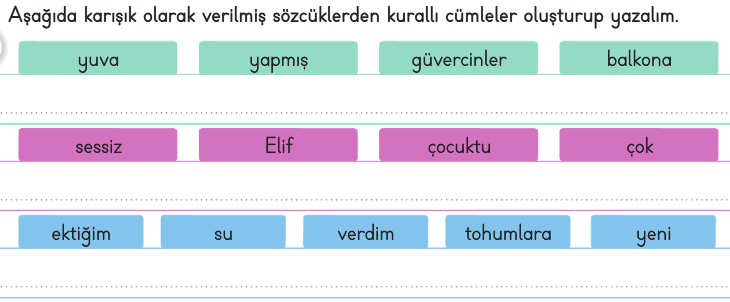 Aşağıda karışık olarak verilmiş sözcüklerden kurallı cümleler oluşturup yazalım.
yuva yapmış güvercinler balkona
sessiz Elif çocuktu çok
ektiğim su verdim tohumlara yeni